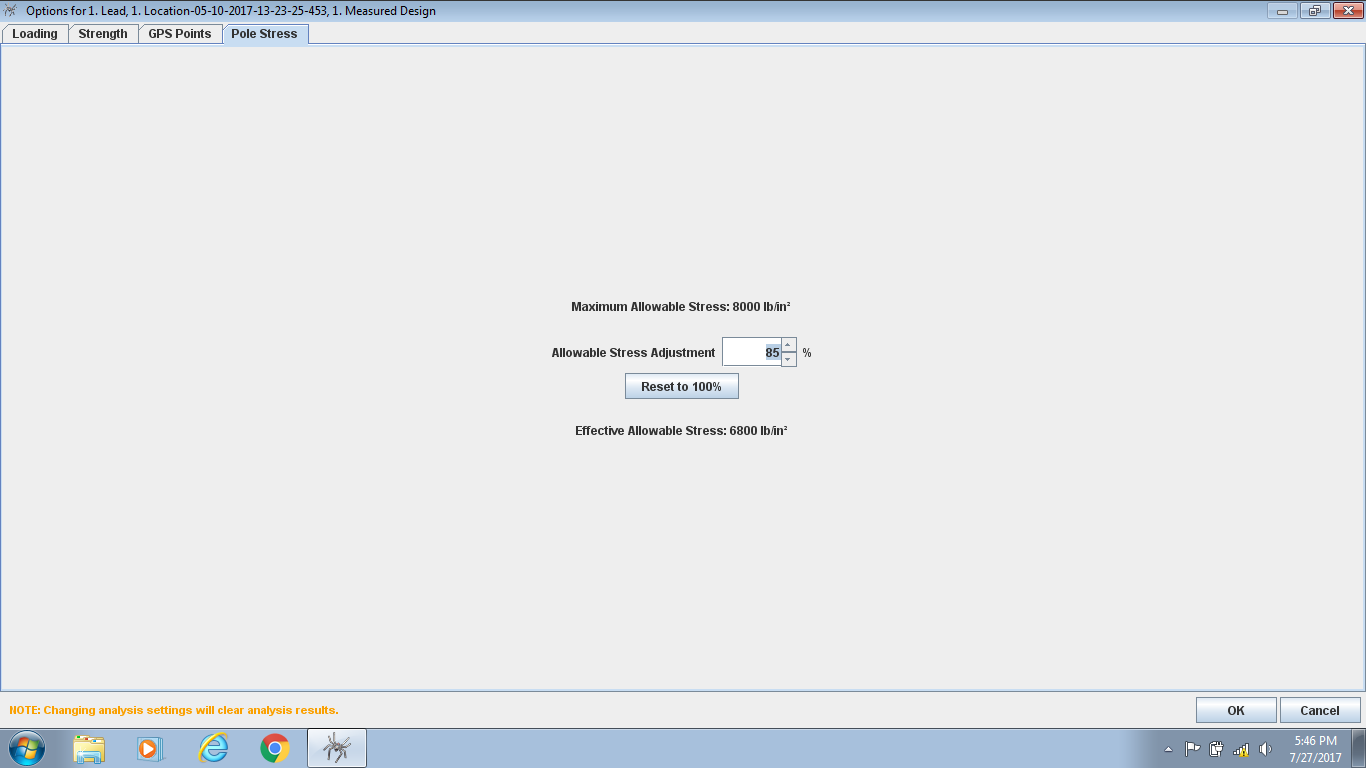 Options for 1. Lead, 1. Location-05-10-2017-13-23-25-453, 1. Measured Design
Loading Strength GPS Points Pole Stress
Maximum Allowable Stress: 8000 lb/in²
Allowable Stress Adjustment 85 %
Reset to 100%
Effective Allowable Stress: 6800 lb/in²
NOTE: Changing analysis settings will clear analysis results. OK Cancel
5:46 PM
7/27/2017